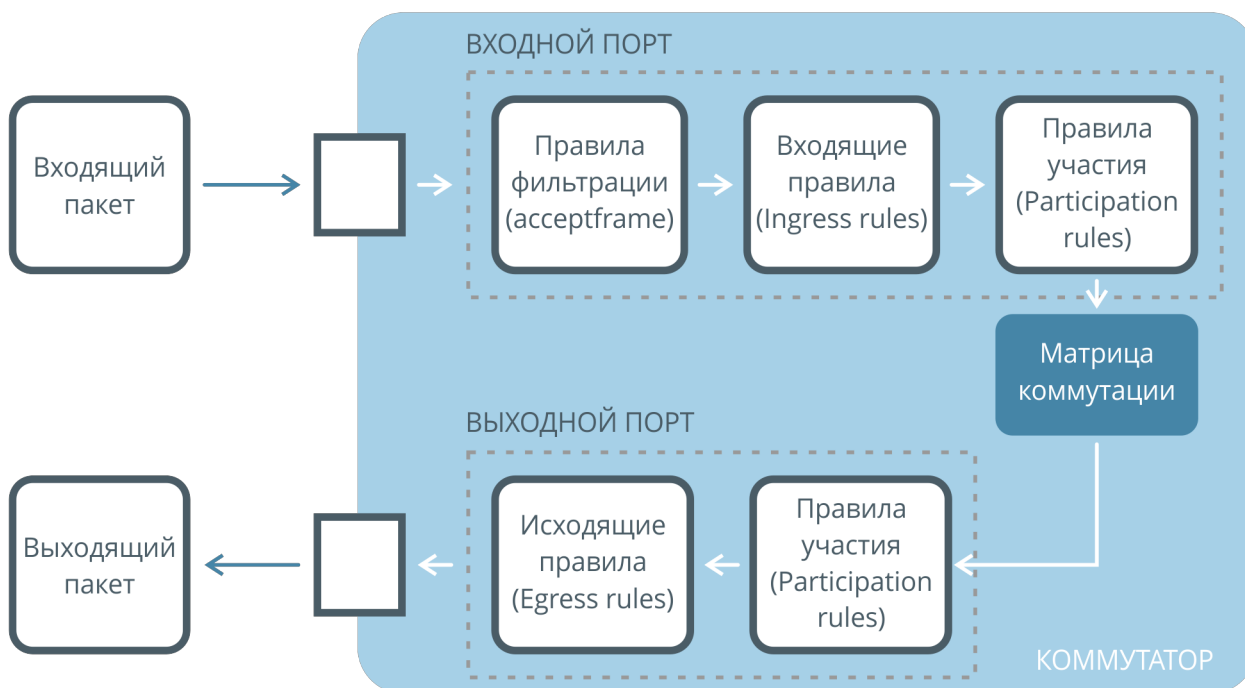 ВХОДНОЙ ПОРТ
Входящий
пакет
Правила
фильтрации
(acceptframe)
Входящие
правила
(Ingress rules)
Правила
участия
(Participation
rules)
Матрица
коммутации
ВЫХОДНОЙ ПОРТ
Выходящий
пакет
Исходящие
правила
(Egress rules)
Правила
участия
(Participation
rules)
КОММУТАТОР